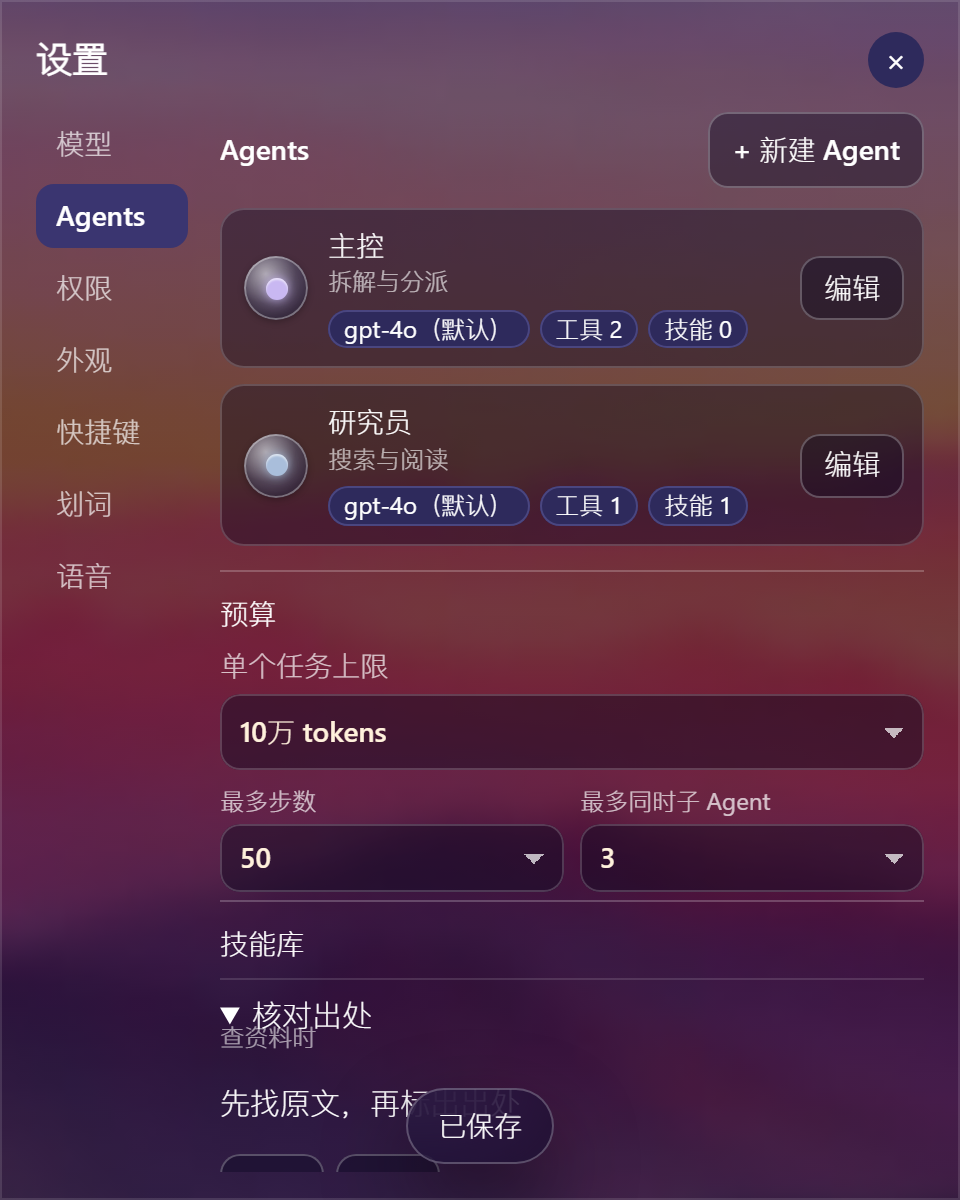 设置
×
模型
Agents
权限
外观
快捷键
划词
语音
Agents
+ 新建 Agent
主控
拆解与分派
gpt-4o（默认）
工具 2
技能 0
编辑
研究员
搜索与阅读
gpt-4o（默认）
工具 1
技能 1
编辑
预算
单个任务上限
10万 tokens
最多步数
最多同时子 Agent
50
3
技能库
▼ 核对出处
查资料时
先找原文，再标出出处
已保存